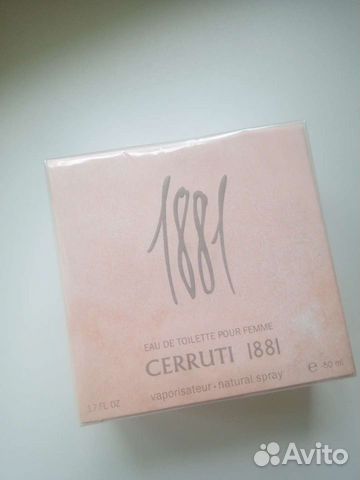 1881
EAU DE TOILETTE POUR FEMME
CERRUTI 1881
vaporisateur - natural spray
1.7 FL OZ
e 50 ml
Avito